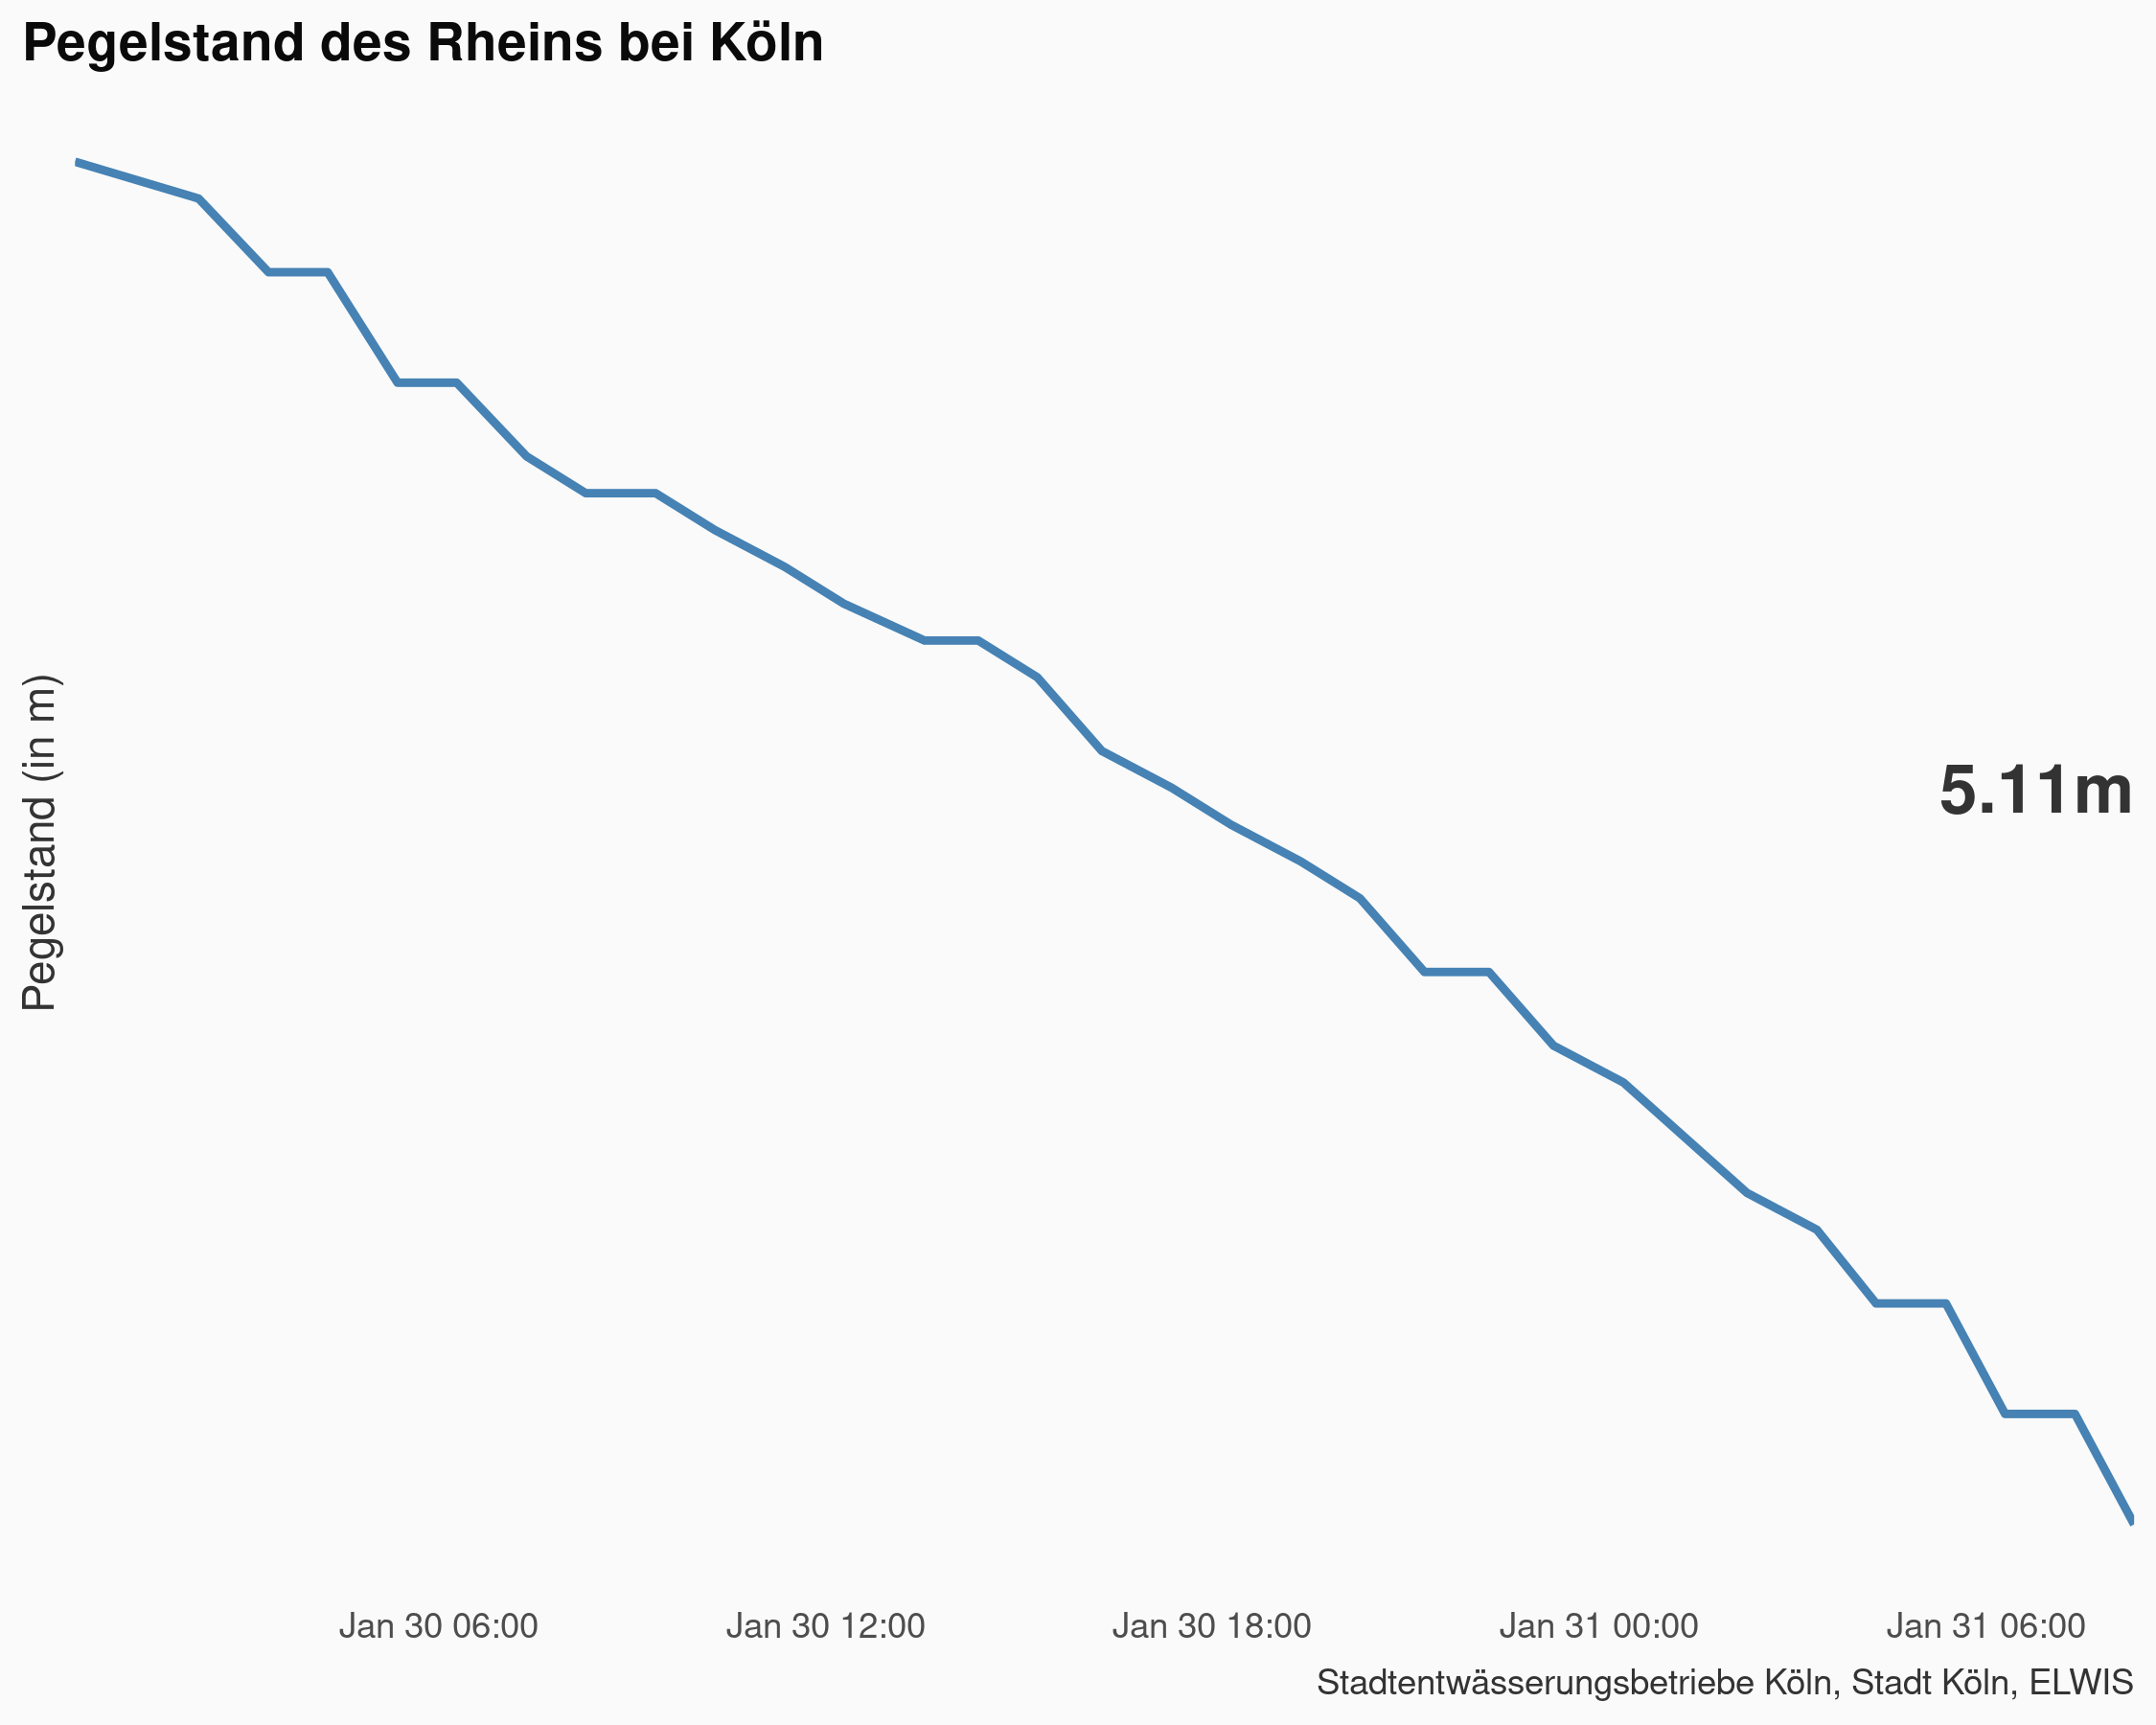 Pegelstand des Rheins bei Köln
Pegelstand (in m)
5.11m
Jan 30 06:00 Jan 30 12:00 Jan 30 18:00 Jan 31 00:00 Jan 31 06:00
Stadtentwässerungsbetriebe Köln, Stadt Köln, ELWIS